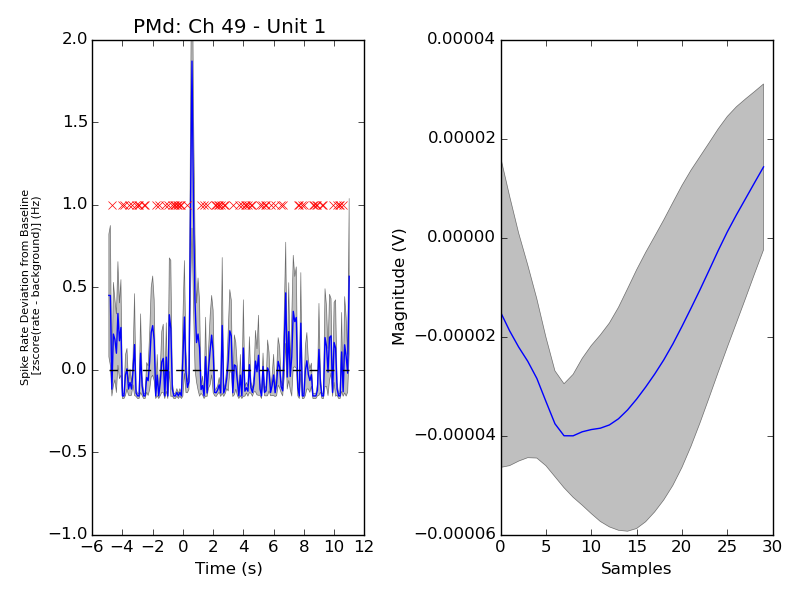 PMd: Ch 49 - Unit 1
2.0
1.5
1.0
0.5
0.0
−0.5
−1.0
−6 −4 −2 0 2 4 6 8 10 12
Time (s)
Spike Rate Deviation from Baseline
[zscore(rate - background)] (Hz)
0.00004
0.00002
0.00000
−0.00002
−0.00004
−0.00006
0 5 10 15 20 25 30
Samples
Magnitude (V)